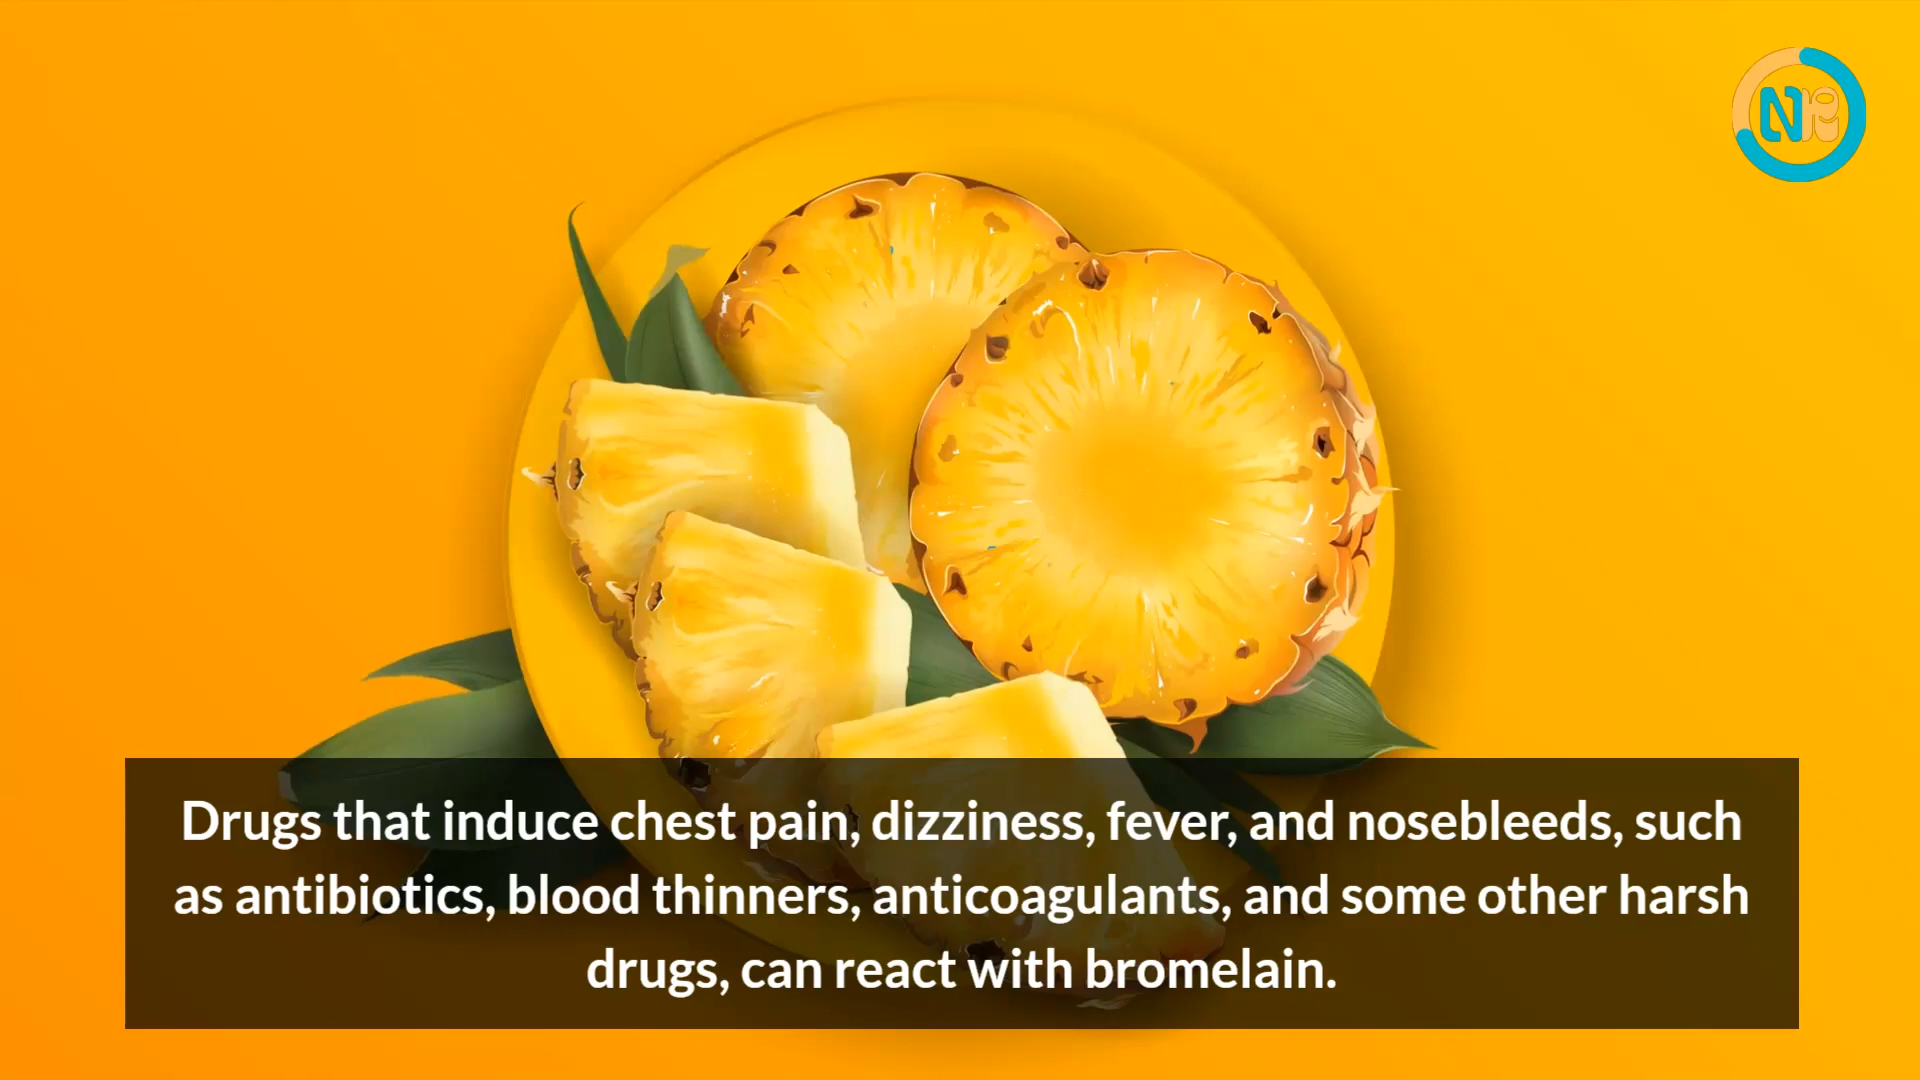 Drugs that induce chest pain, dizziness, fever, and nosebleeds, such
as antibiotics, blood thinners, anticoagulants, and some other harsh
drugs, can react with bromelain.